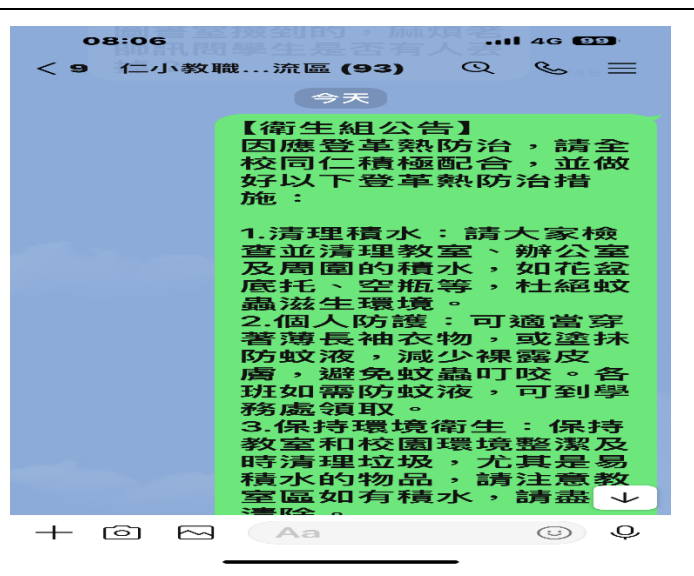 08:06
4G 99
< 9 仁小教職...流區 (93)
今天
【衛生組公告】
因應登革熱防治，請全
校同仁積極配合，並做
好以下登革熱防治措
施：
1.清理積水：請大家檢
查並清理教室、辦公室
及周圍的積水，如花盆
底托、空瓶等，杜絕蚊
蟲滋生環境。
2.個人防護：可適當穿
著薄長袖衣物，或塗抹
防蚊液，減少裸露皮
膚，避免蚊蟲叮咬。各
班如需防蚊液，可到學
務處領取。
3.保持環境衛生：保持
教室和校園環境整潔及
時清理垃圾，尤其是易
積水的物品，請注意教
室區如有積水，請盡
清除。
Aa